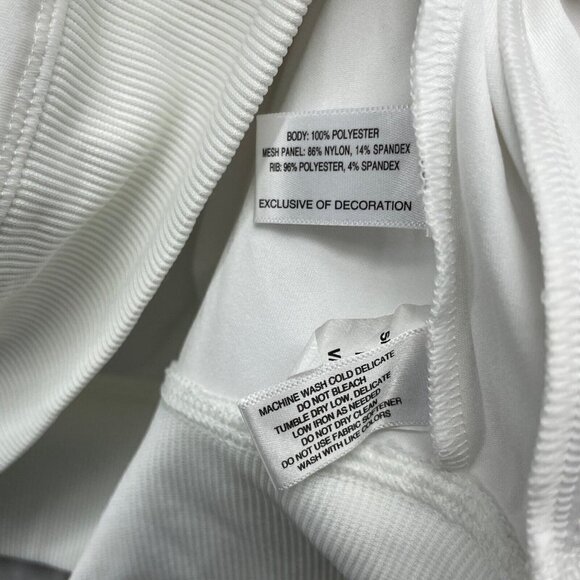 BODY: 100% POLYESTER
MESH PANEL: 86% NYLON, 14% SPANDEX
RIB: 96% POLYESTER, 4% SPANDEX
EXCLUSIVE OF DECORATION
MACHINE WASH COLD DELICATE
DO NOT BLEACH
TUMBLE DRY LOW, DELICATE
LOW IRON AS NEEDED
DO NOT DRY CLEAN
DO NOT USE FABRIC SOFTENER
WASH WITH LIKE COLORS